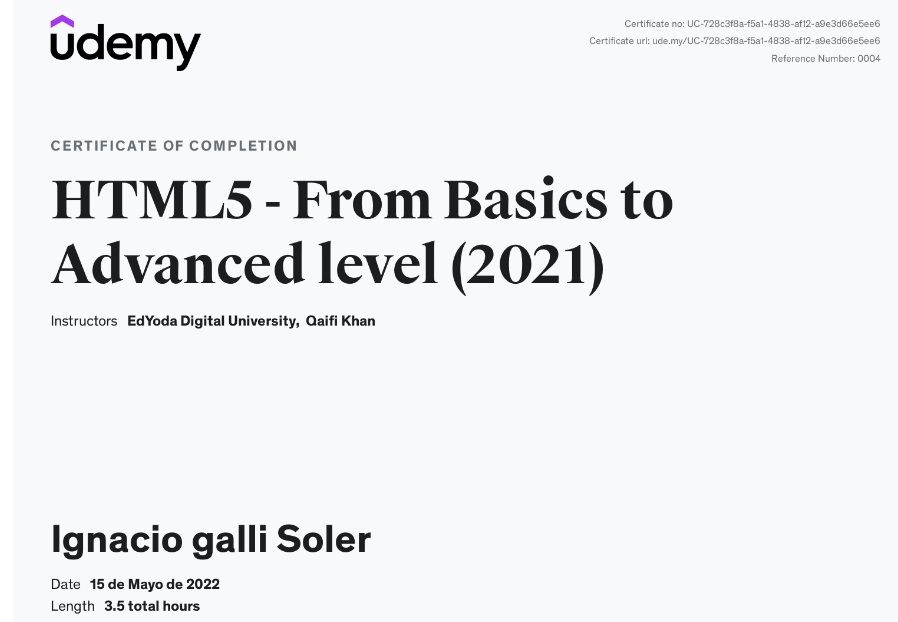 udemy
Certificate no: UC-728c3f8a-f5a1-4838-af12-a9e3d66e5ee6
Certificate url: ude.my/UC-728c3f8a-f5a1-4838-af12-a9e3d66e5ee6
Reference Number: 0004
CERTIFICATE OF COMPLETION
HTML5 - From Basics to
Advanced level (2021)
Instructors EdYoda Digital University, Qaifi Khan
Ignacio galli Soler
Date 15 de Mayo de 2022
Length 3.5 total hours